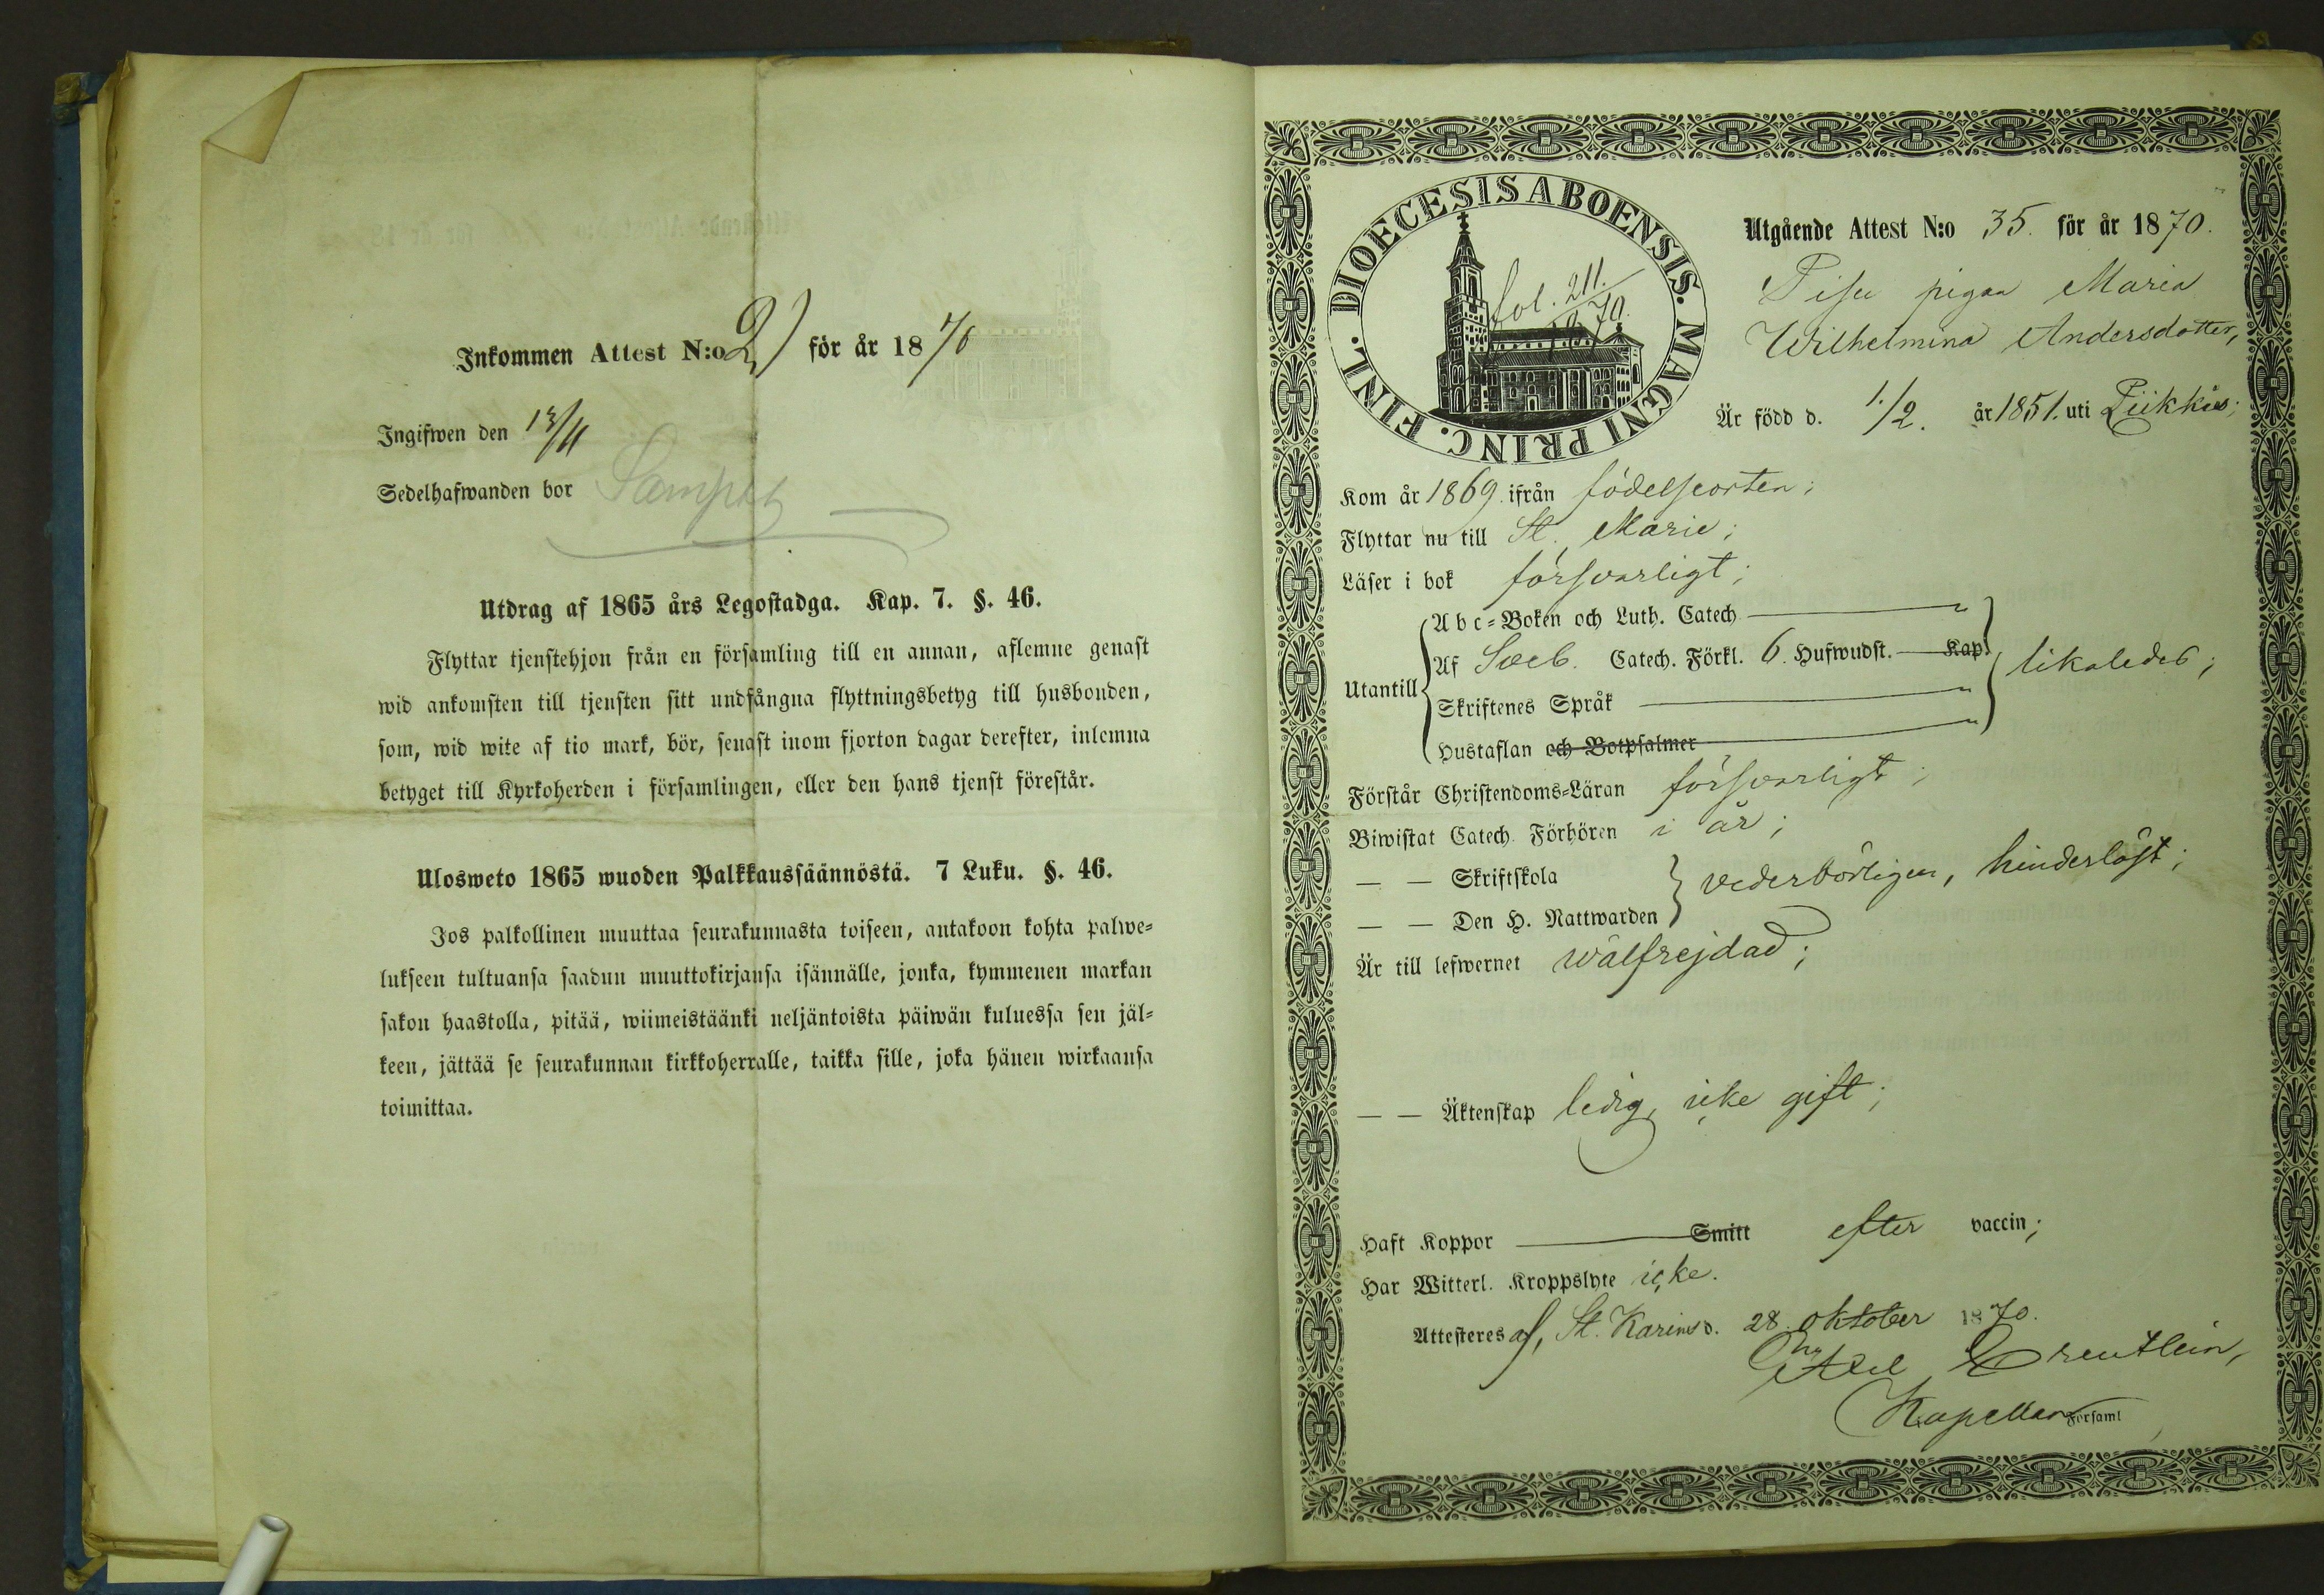 Inkommen Attest N:o 2) för år 1870
Ingifwen den 13/11
Sedelhafwanden bor
Utdrag af 1865 års Legostadga. Kap. 7. §. 46.
Flyttar tjenstehjon från en församling till en annan, aflemne genast
wid ankomsten till tjensten sitt undfångna flyttningsbetyg till husbonden,
som, wid wite af tio mark, bör, senast inom fjorton dagar derefter, inlemna
betyget till Kyrkoherden i församlingen, eller den hans tjenst förestår.
Ulosweto 1865 wuoden Palkkaussäännöstä. 7 Luku. §. 46.
Jos palkollinen muuttaa seurakunnasta toiseen, antakoon kohta palwe-
lukseen tultuansa saadun muuttokirjansa isännälle, jonka, kymmenen markan
sakon haastolla, pitää, wiimeistäänki neljäntoista päiwän kuluessa sen jäl-
keen, jättää se seurakunnan kirkkoherralle, taikka sille, joka hänen wirkaansa
toimittaa.
DIOECESIS ABOENSIS. MAGNI PRINC. FINL.
fol. 211.
1870.
Utgående Attest N:o 35. för år 1870.
pigan Maria
Wilhelmina Andersdotter,
Är född d. 1./2. år 1851. uti Piikkis;
Kom år 1869. ifrån födelseorten;
Flyttar nu till St. Marie;
Läser i bok försvarligt;
Utantill
Abc-Boken och Luth. Catech
Af Sveb. Catech. Förkl. 6. Hufwudst. Kap.
Skriftenes Språk
Hustaflan och Botpsalmer
likaledes;
Förstår Christendoms-Läran försvarligt;
Biwistat Catech. Förhören i år;
— — Skriftskola
— — Den H. Nattwarden
vederbörligen, hinderlöst;
Är till lefwernet wälfrejdad;
— — Äktenskap ledig, icke gift;
Haft Koppor Smitt efter vaccin;
Har Witterl. Kroppslyte icke.
Attesteras af, St. Karins d. 28. oktober 1870.
Axel
Kapellan Församl